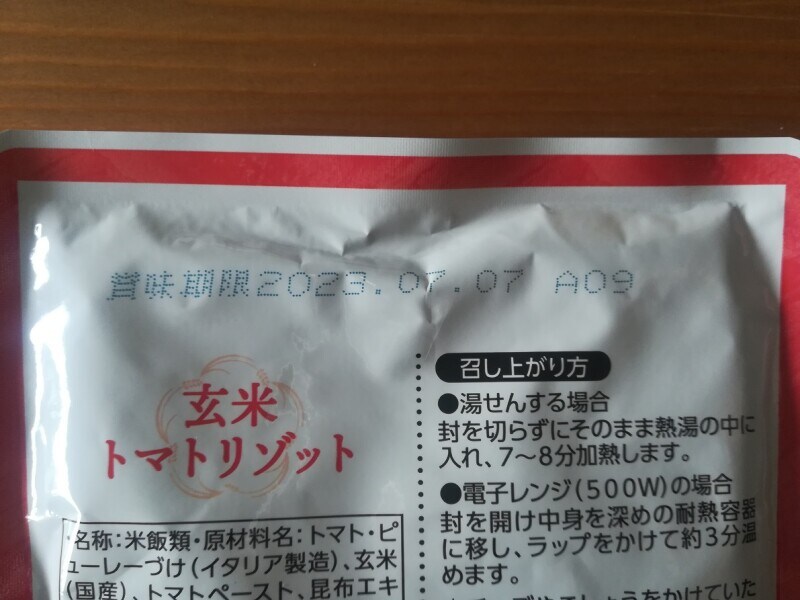 賞味期限2023.07.07 A09
玄米
トマトリゾット
名称:米飯類・原材料名:トマト・ピ
ューレーづけ(イタリア製造)、玄米
(国産)、トマトペースト、昆布エキ
召し上がり方
●湯せんする場合
封を切らずにそのまま熱湯の中に
入れ、7〜8分加熱します。
●電子レンジ(500W)の場合
封を開け中身を深めの耐熱容器
に移し、ラップをかけて約3分温
めます。